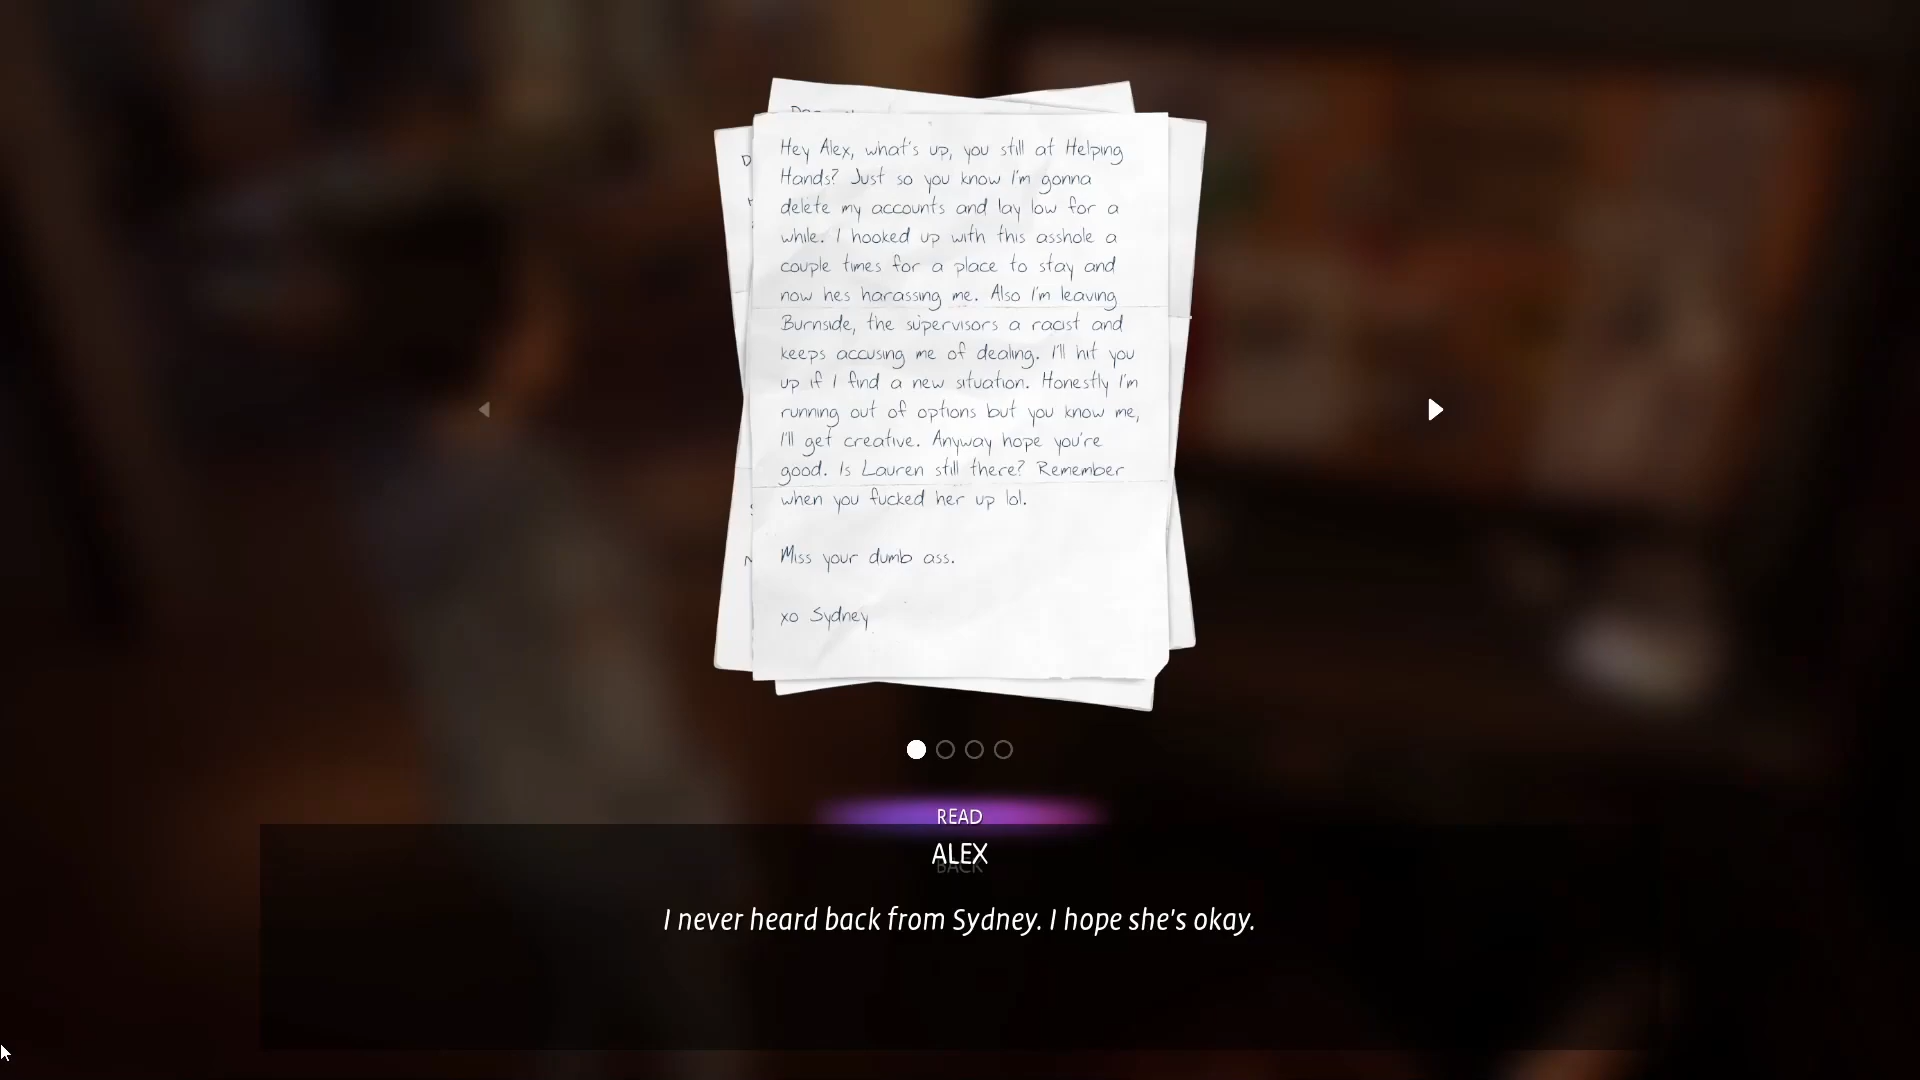 Hey Alex, what's up, you still at Helping
Hands? Just so you know I'm gonna
delete my accounts and lay low for a
while. I hooked up with this asshole a
couple times for a place to stay and
now hes harassing me. Also I'm leaving
Burnside, the supervisors a racist and
keeps accusing me of dealing. I'll hit you
up if I find a new situation. Honestly I'm
running out of options but you know me,
I'll get creative. Anyway hope you're
good. Is Lauren still there? Remember
when you fucked her up lol.
Miss your dumb ass.
xo Sydney
READ
ALEX
BACK
I never heard back from Sydney. I hope she's okay.